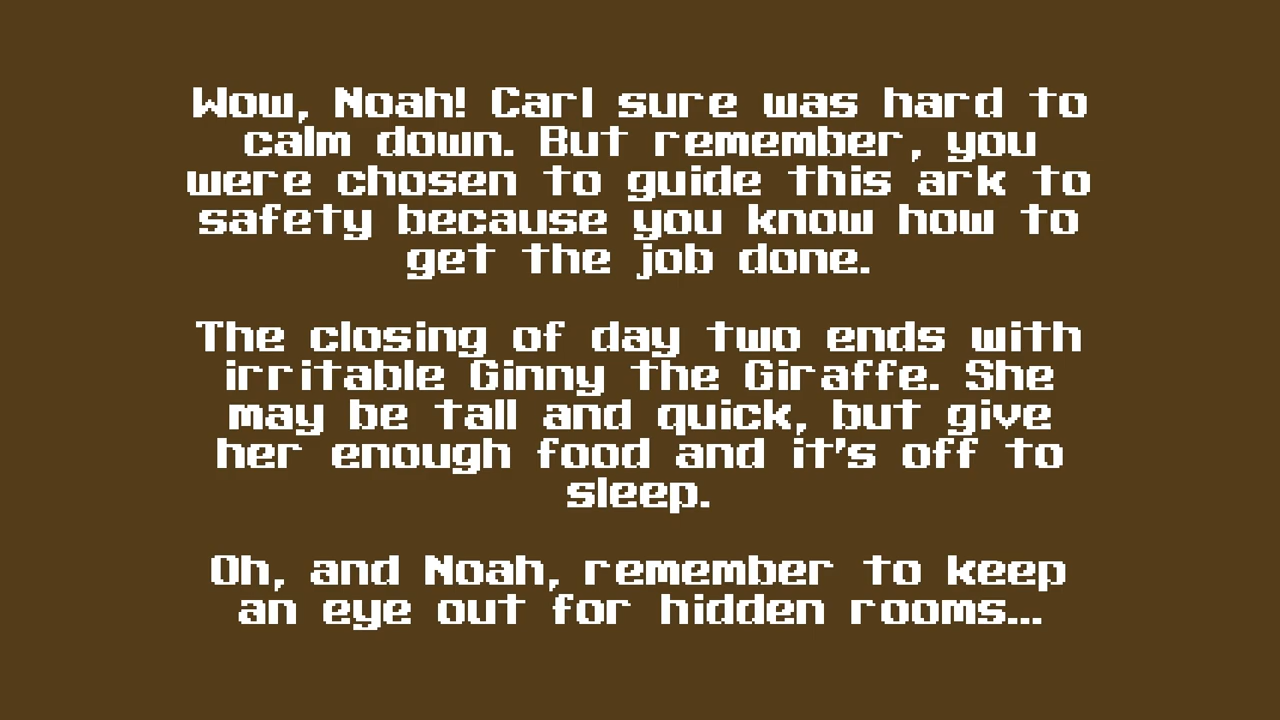 Wow, Noah! Carl sure was hard to
calm down. But remember, you
were chosen to guide this ark to
safety because you know how to
get the job done.
The closing of day two ends with
irritable Ginny the Giraffe. She
may be tall and quick, but give
her enough food and it's off to
sleep.
Oh, and Noah, remember to keep
an eye out for hidden rooms...